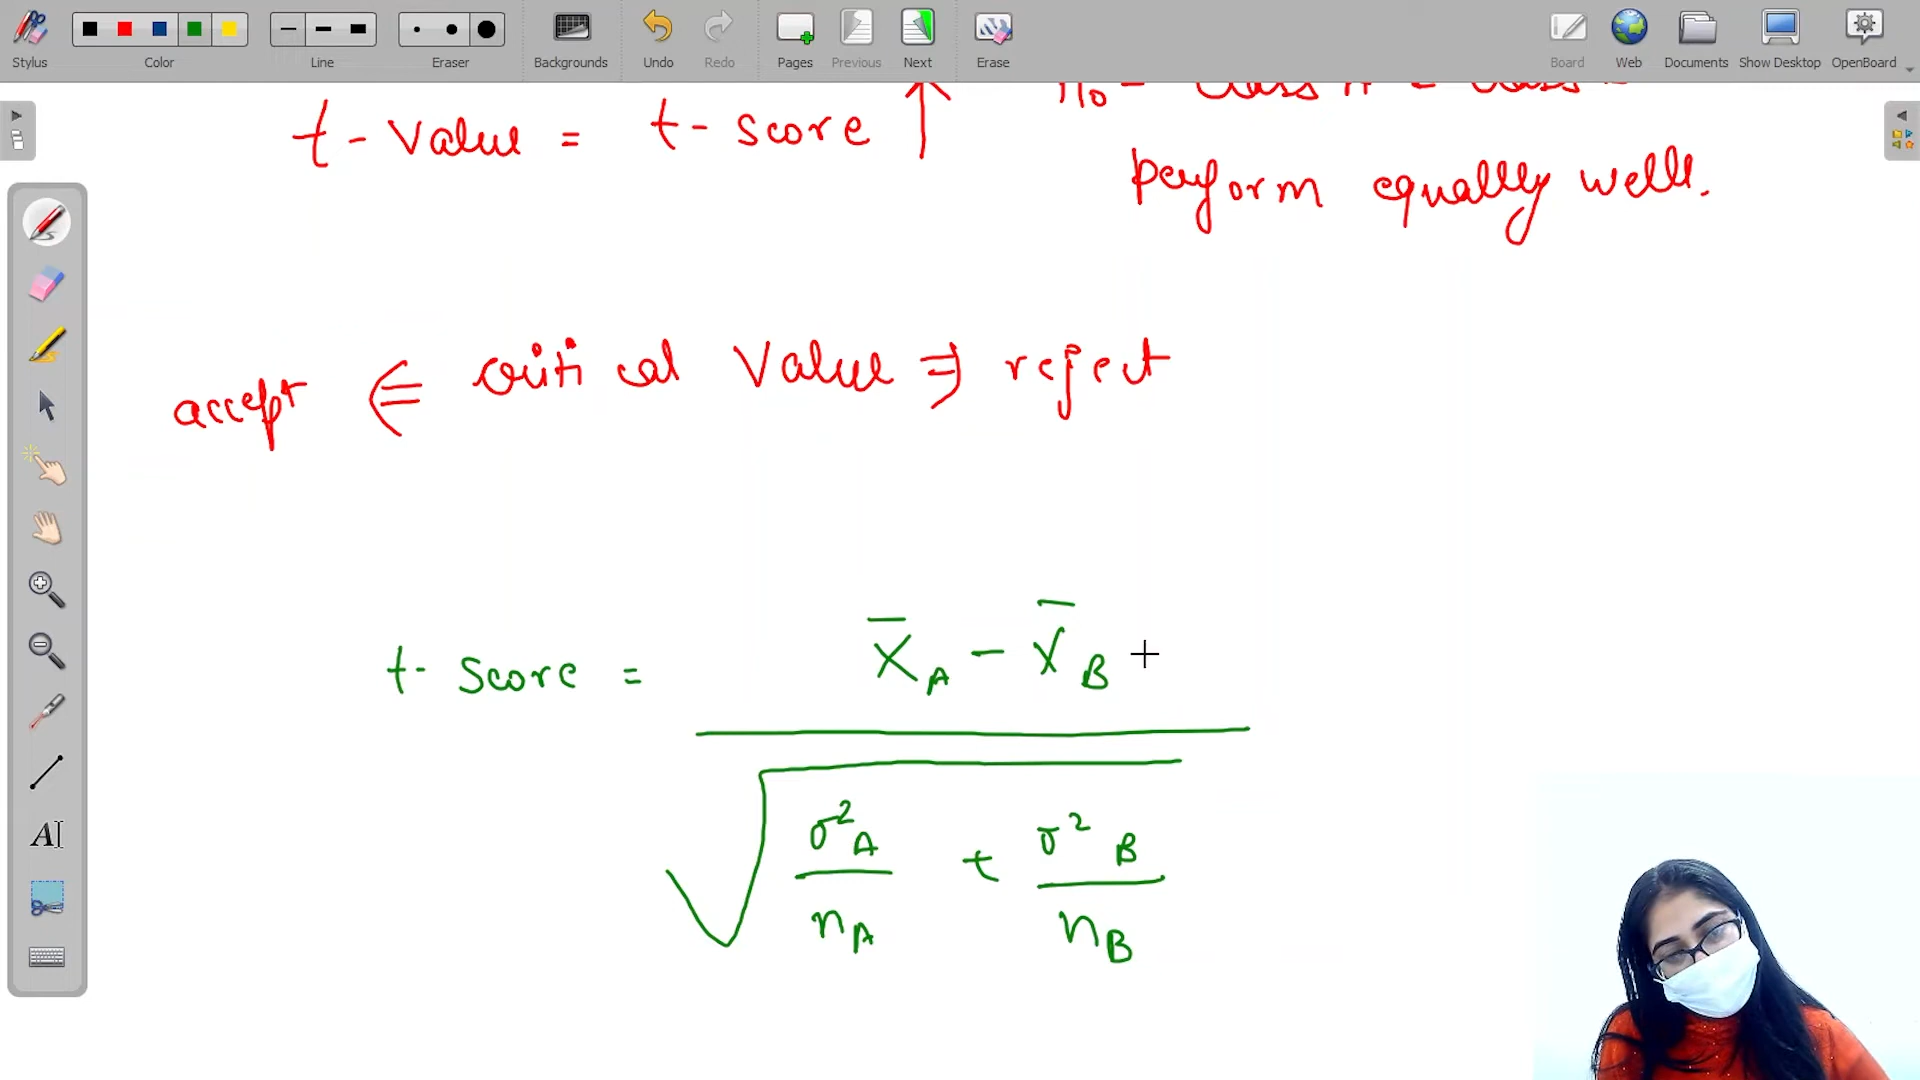 Stylus Color Line Eraser Backgrounds Undo Redo Pages Previous Next Erase Board Web Documents Show Desktop OpenBoard
t - Value = t - score ↑
perform equally well.
accept ⇐ critical Value ⇒ reject
t - Score =
X̄A - X̄B
√ σ²A + σ²B
nA nB